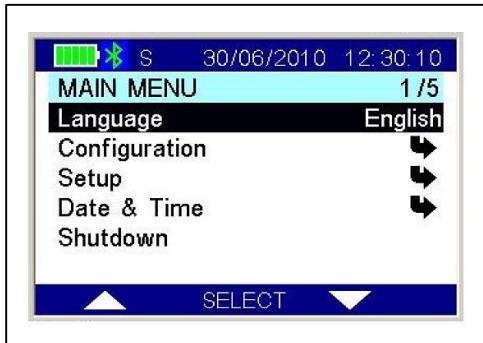 S 30/06/2010 12:30:10
MAIN MENU 1/5
Language English
Configuration
Setup
Date & Time
Shutdown
SELECT